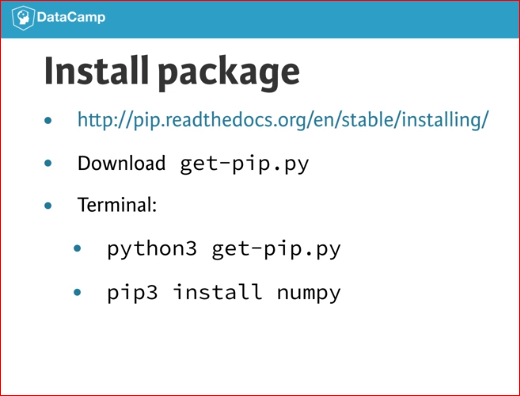 DataCamp
Install package
http://pip.readthedocs.org/en/stable/installing/
Download get-pip.py
Terminal:
python3 get-pip.py
pip3 install numpy